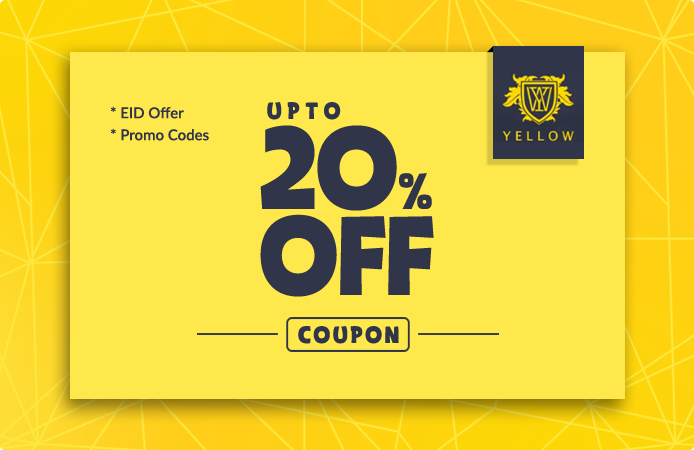 * EID Offer
* Promo Codes
UPTO
20%
OFF
COUPON
YELLOW